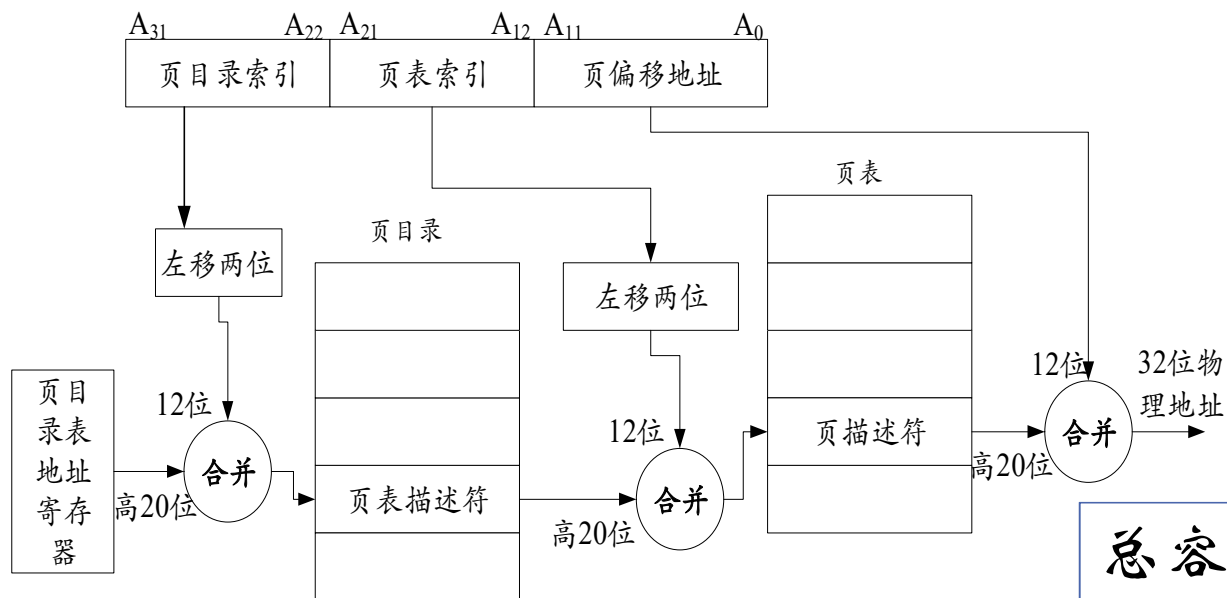 A31 A22 A21 A12 A11 A0
页目录索引 页表索引 页偏移地址
页表
页目录
左移两位
左移两位
12位
32位物
理地址
页目
录表
地址
寄存
器
12位
合并
高20位
页表描述符
12位
合并
高20位
页描述符
合并
高20位
总容